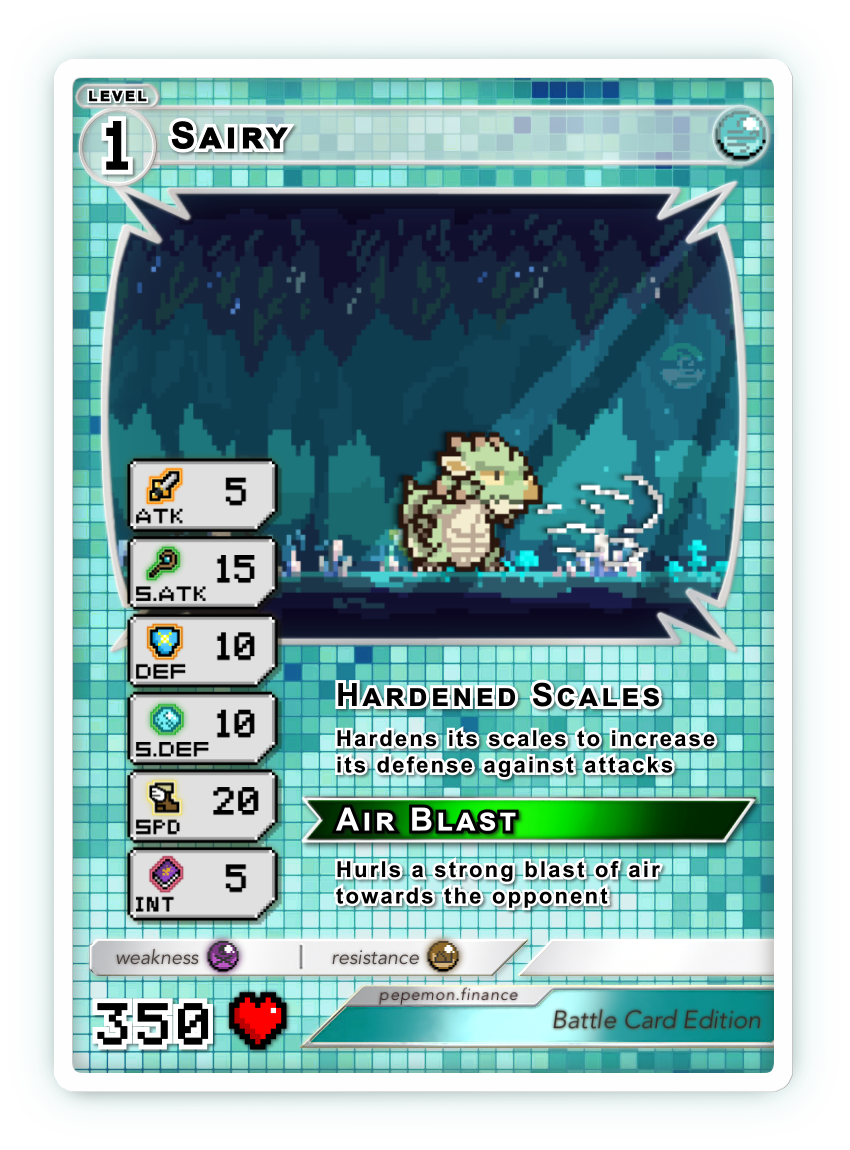 LEVEL
1 SAIRY
ATK 5
S.ATK 15
DEF 10
S.DEF 10
SPD 20
INT 5
HARDENED SCALES
Hardens its scales to increase
its defense against attacks
AIR BLAST
Hurls a strong blast of air
towards the opponent
weakness | resistance
350
pepemon.finance
Battle Card Edition